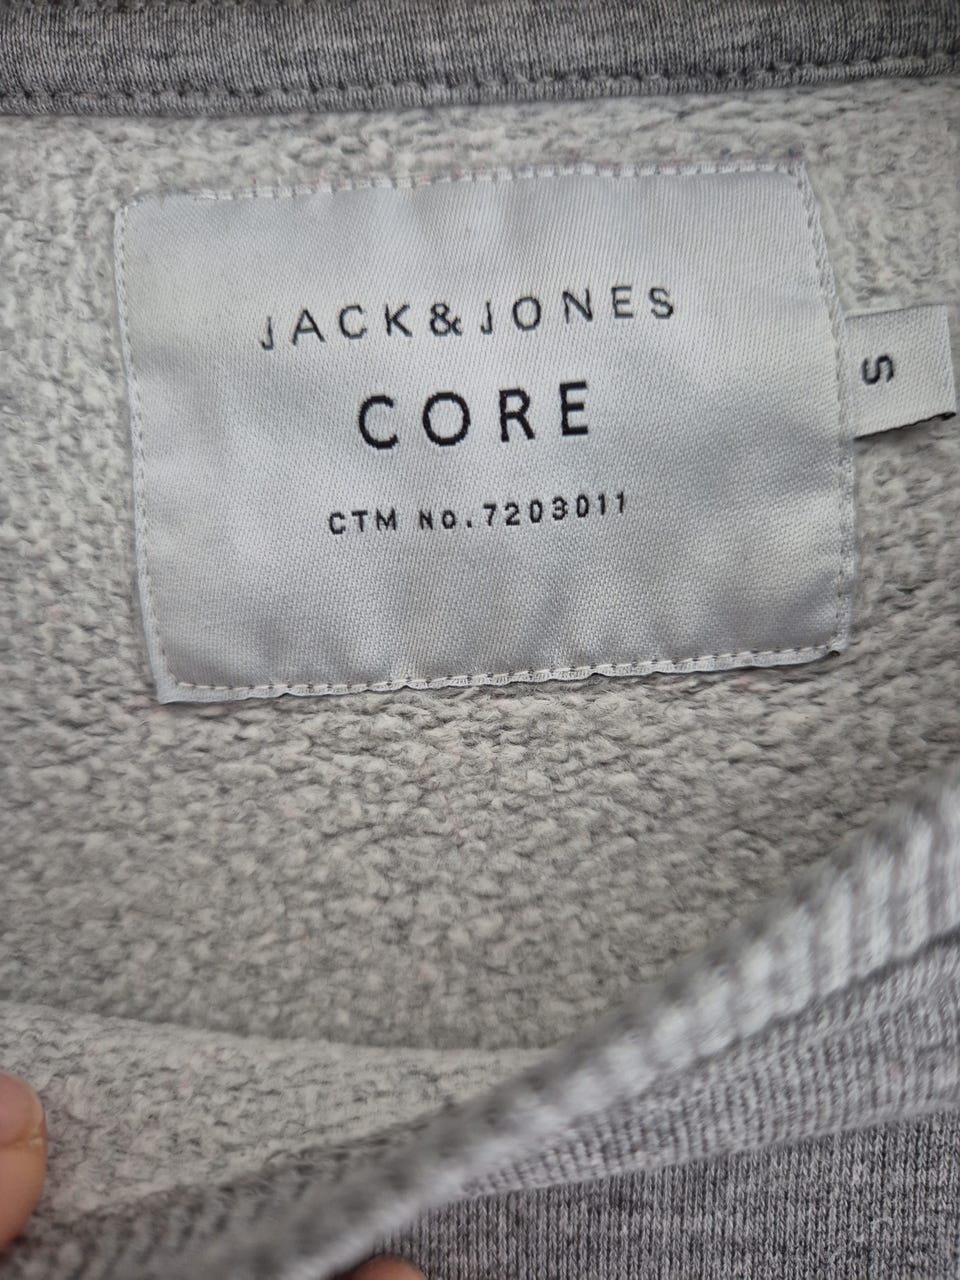 JACK&JONES
CORE
CTM No.7203011
S